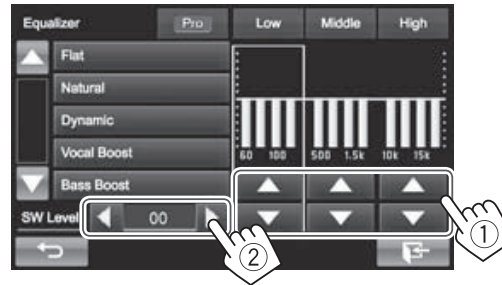 Equalizer Pro Low Middle High
Flat
Natural
Dynamic
Vocal Boost
60 100 500 1.5k 10k 15k
Bass Boost
SW Level 00
1
2